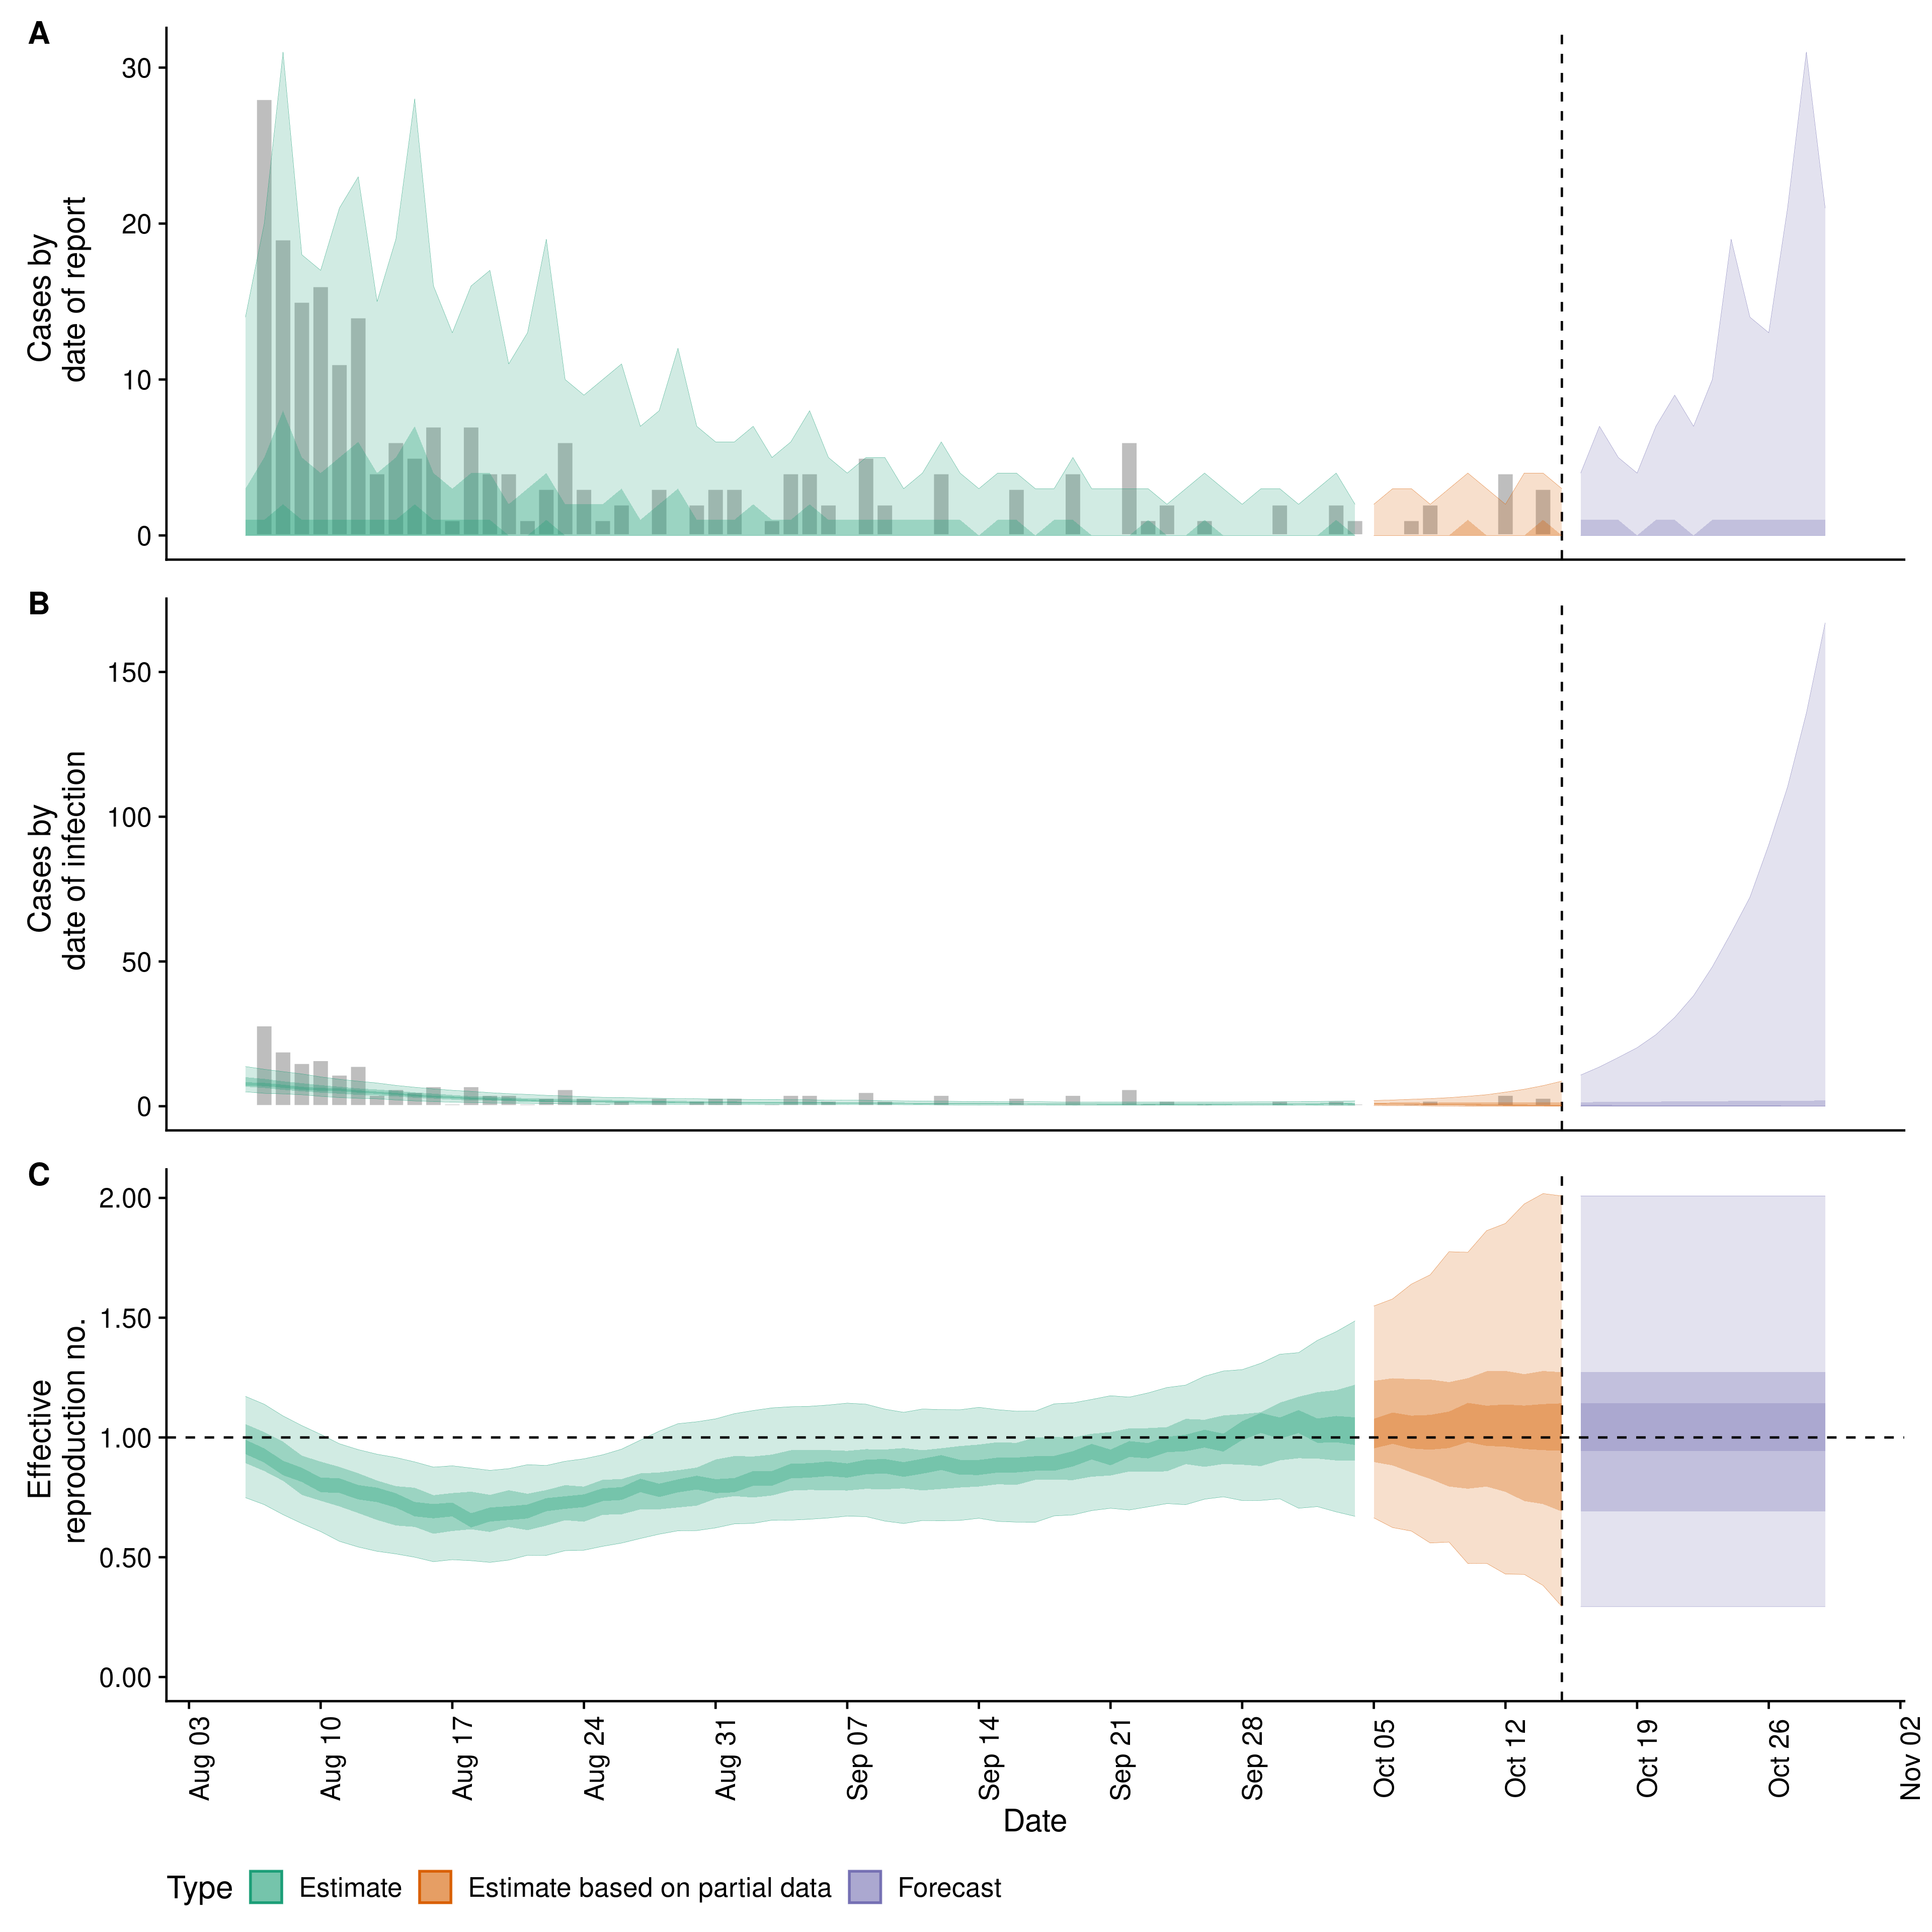 A
Cases by
date of report
30
20
10
0
B
Cases by
date of infection
150
100
50
0
C
Effective
reproduction no.
2.00
1.50
1.00
0.50
0.00
Aug 03
Aug 10
Aug 17
Aug 24
Aug 31
Sep 07
Sep 14
Sep 21
Sep 28
Oct 05
Oct 12
Oct 19
Oct 26
Nov 02
Date
Type Estimate Estimate based on partial data Forecast